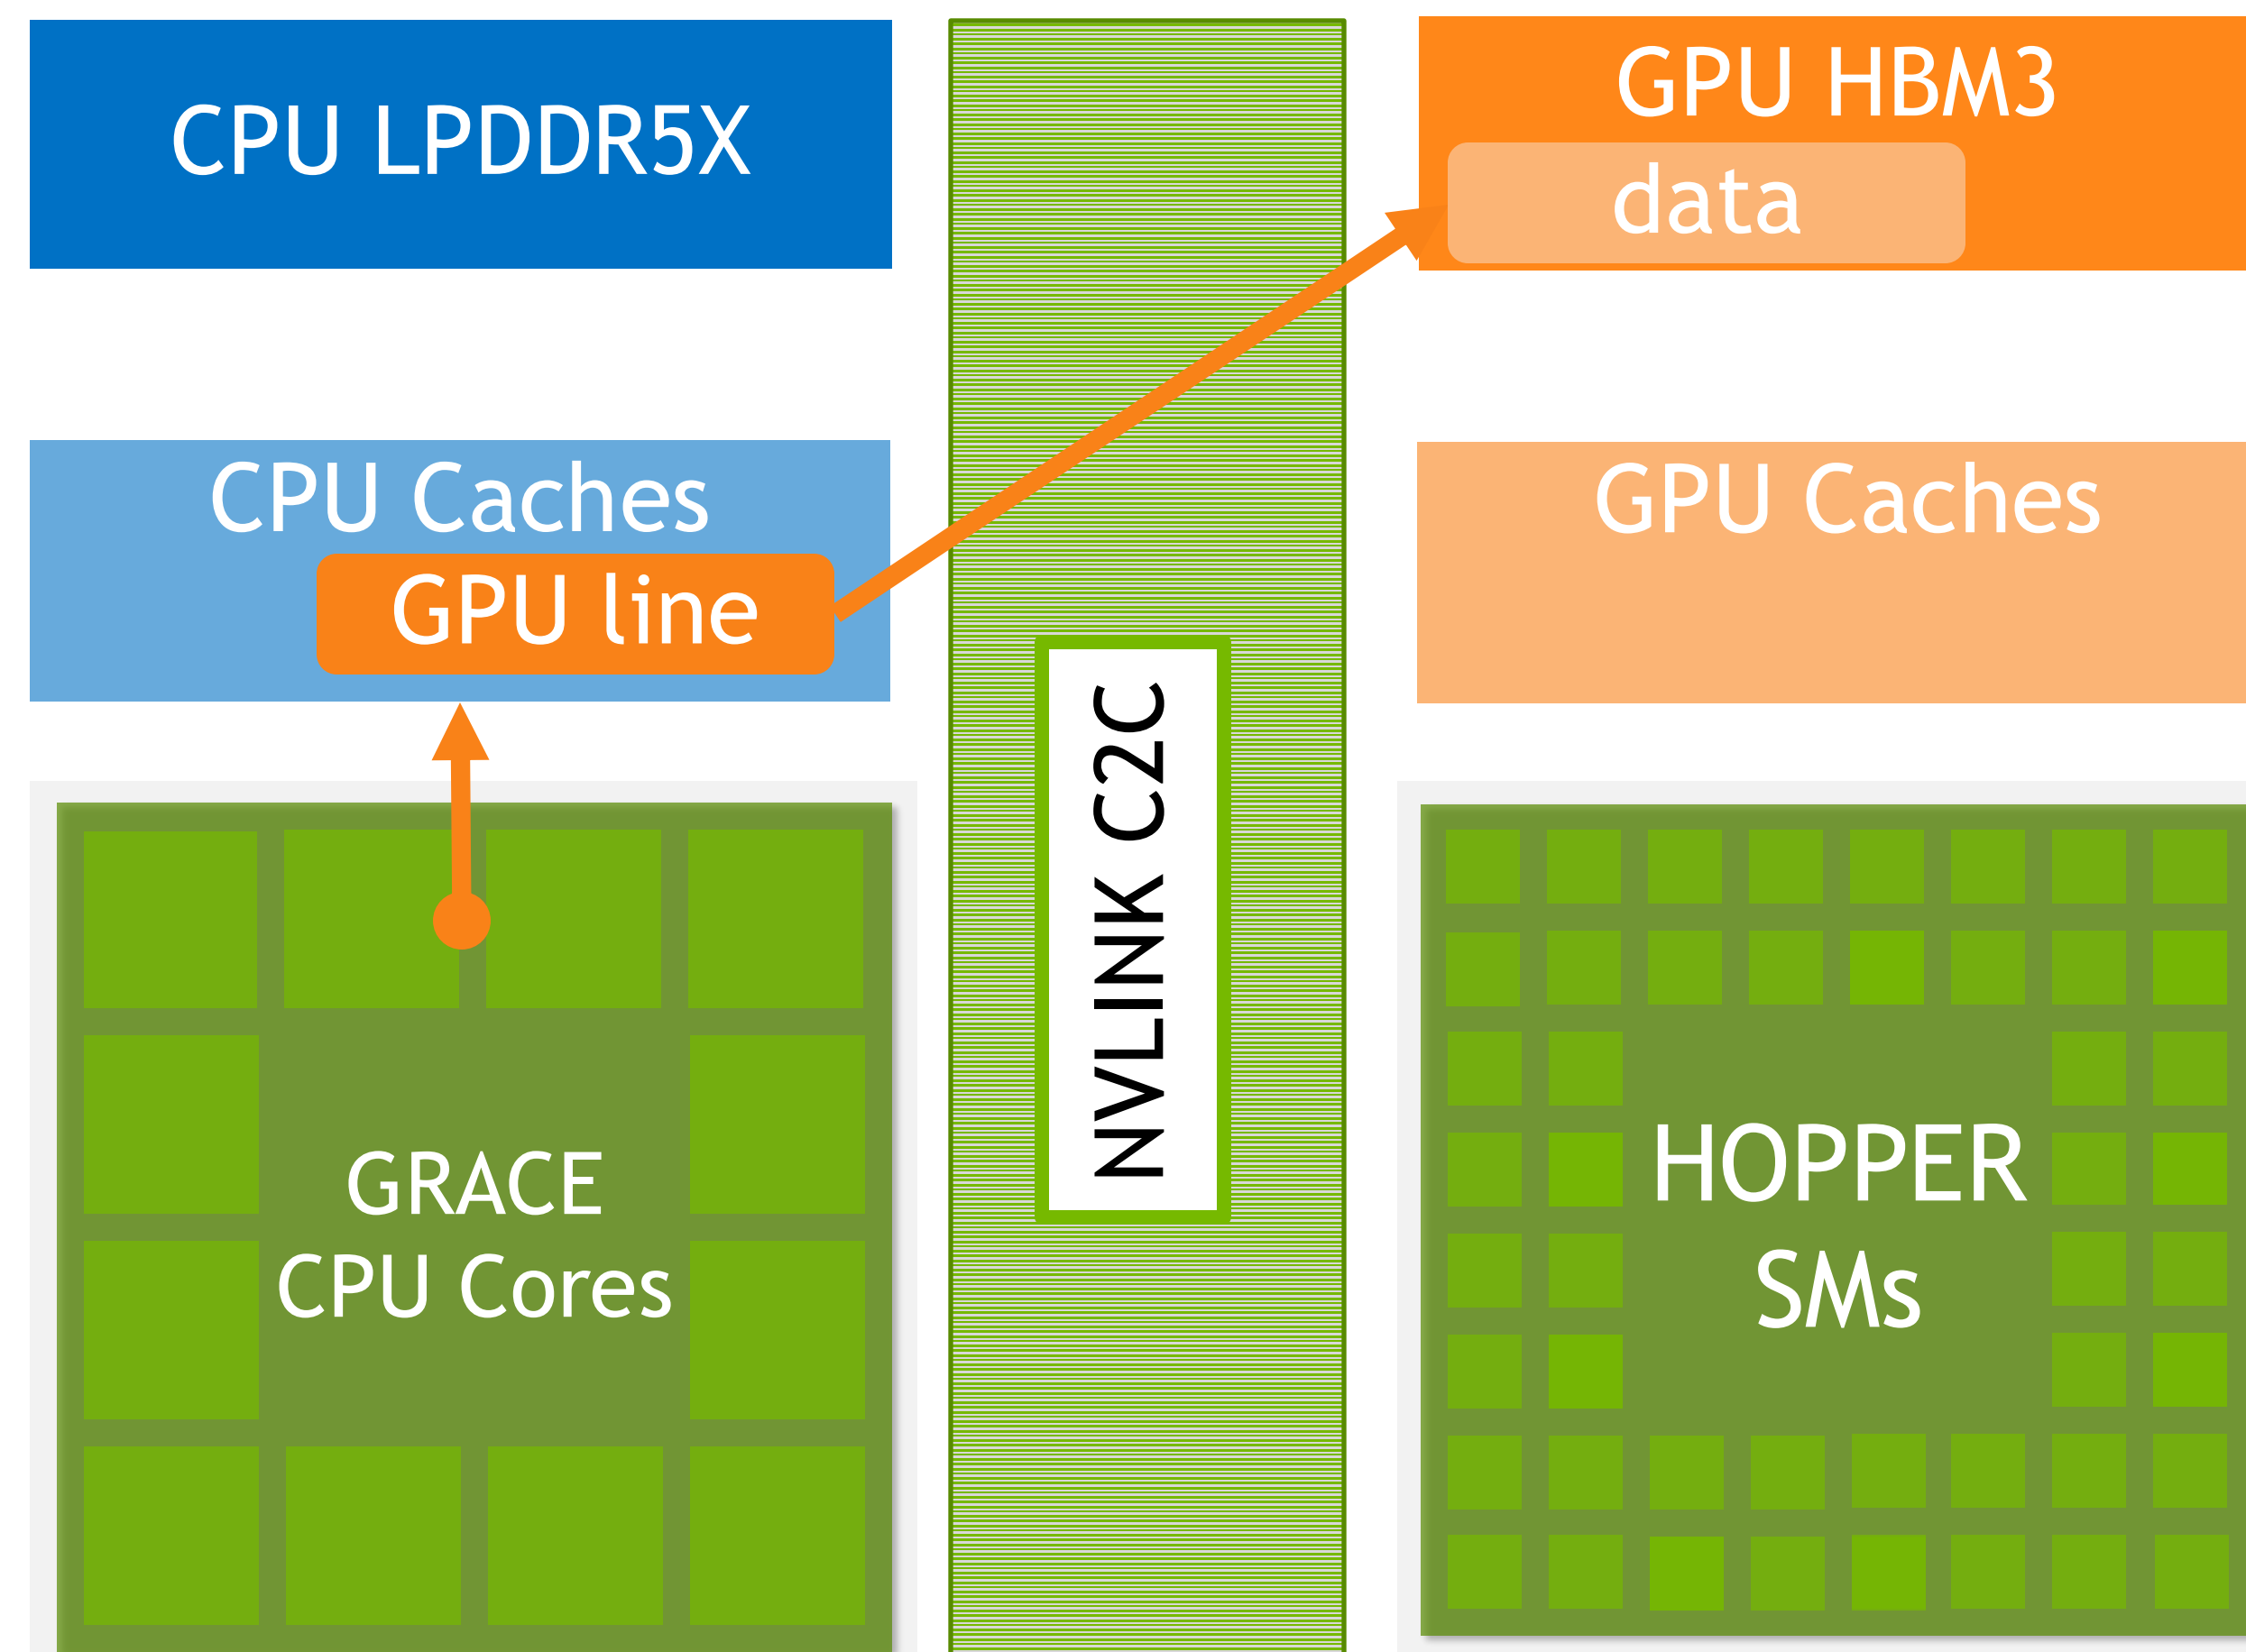 CPU LPDDR5X
GPU HBM3
data
CPU Caches
GPU line
GPU Caches
NVLINK C2C
GRACE
CPU Cores
HOPPER
SMs